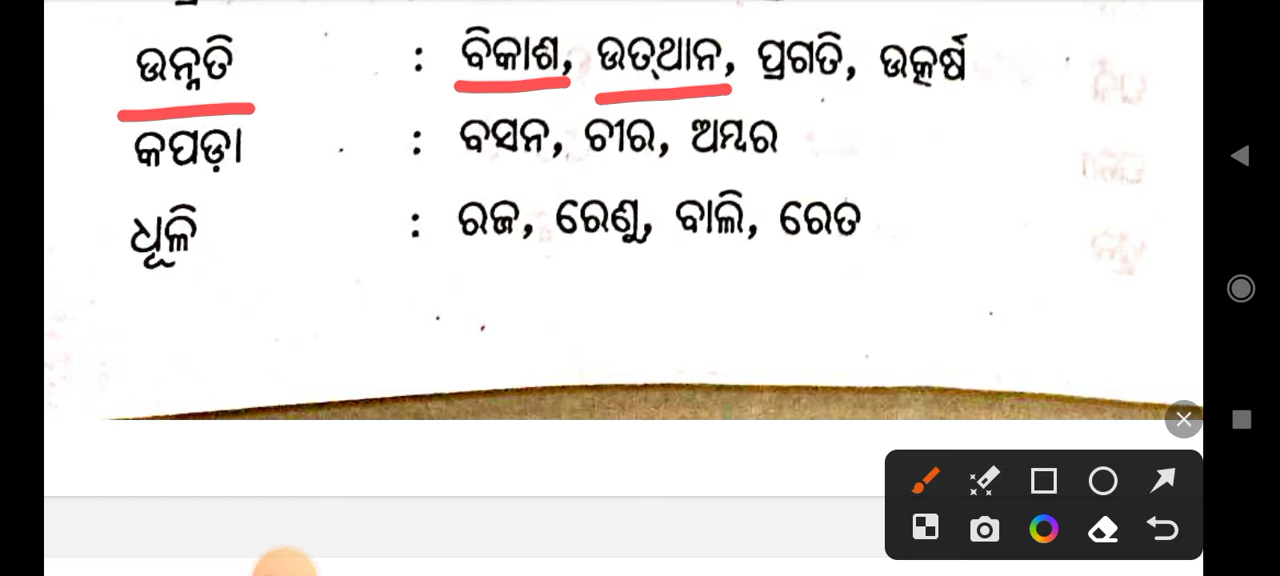 ଉନ୍ନତି : ବିକାଶ, ଉତ୍‌ଥାନ, ପ୍ରଗତି, ଉତ୍କର୍ଷ
କପଡ଼ା : ବସନ, ଚୀର, ଅମ୍ବର
ଧୂଳି : ରଜ, ରେଣୁ, ବାଲି, ରେତ